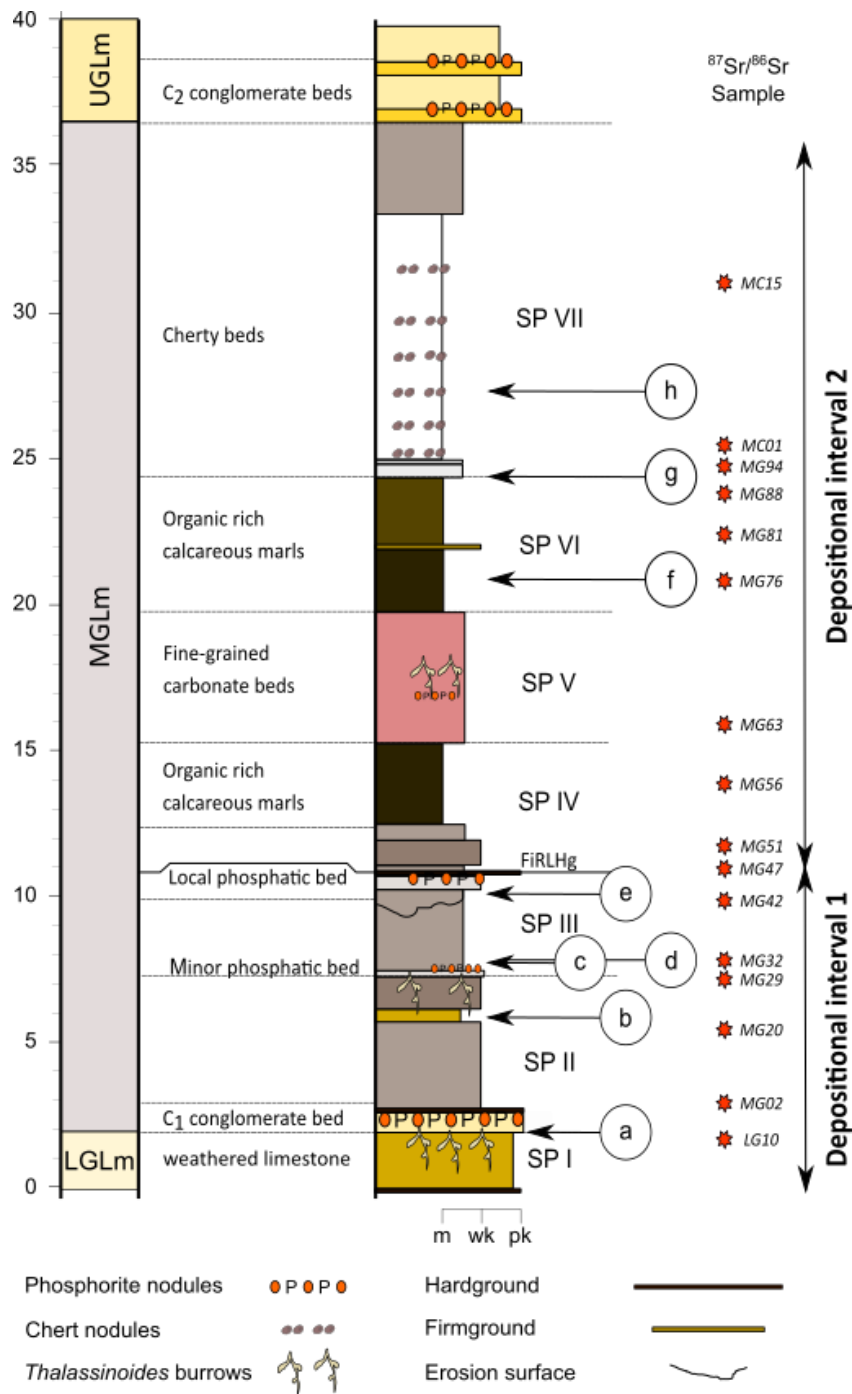 40
35
30
25
20
15
10
5
0
UGLm
MGLm
LGLm
C2 conglomerate beds
Cherty beds
Organic rich
calcareous marls
Fine-grained
carbonate beds
Organic rich
calcareous marls
Local phosphatic bed
Minor phosphatic bed
C1 conglomerate bed
weathered limestone
P P
P P
P P P
P P
P P P
P P P P
SP VII
SP VI
SP V
SP IV
FiRLHg
SP III
SP II
SP I
h
g
f
e
c
d
b
a
87Sr/86Sr
Sample
MC15
MC01
MG94
MG88
MG81
MG76
MG63
MG56
MG51
MG47
MG42
MG32
MG29
MG20
MG02
LG10
Depositional interval 2
Depositional interval 1
m wk pk
Phosphorite nodules P P
Hardground
Chert nodules
Firmground
Thalassinoides burrows
Erosion surface